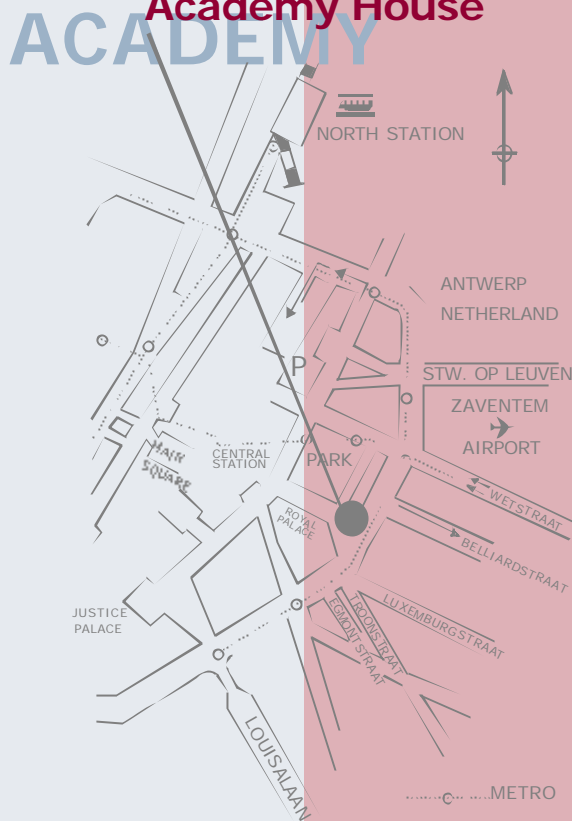 Academy House
ACADEMY
NORTH STATION
ANTWERP
NETHERLAND
P
STW. OP LEUVEN
ZAVENTEM
AIRPORT
MAIN
SQUARE
CENTRAL
STATION
PARK
WETSTRAAT
ROYAL
PALACE
BELLIARDSTRAAT
LUXEMBURGSTRAAT
TROONSTRAAT
EGMONTSTRAAT
JUSTICE
PALACE
LOUISALAAN
METRO